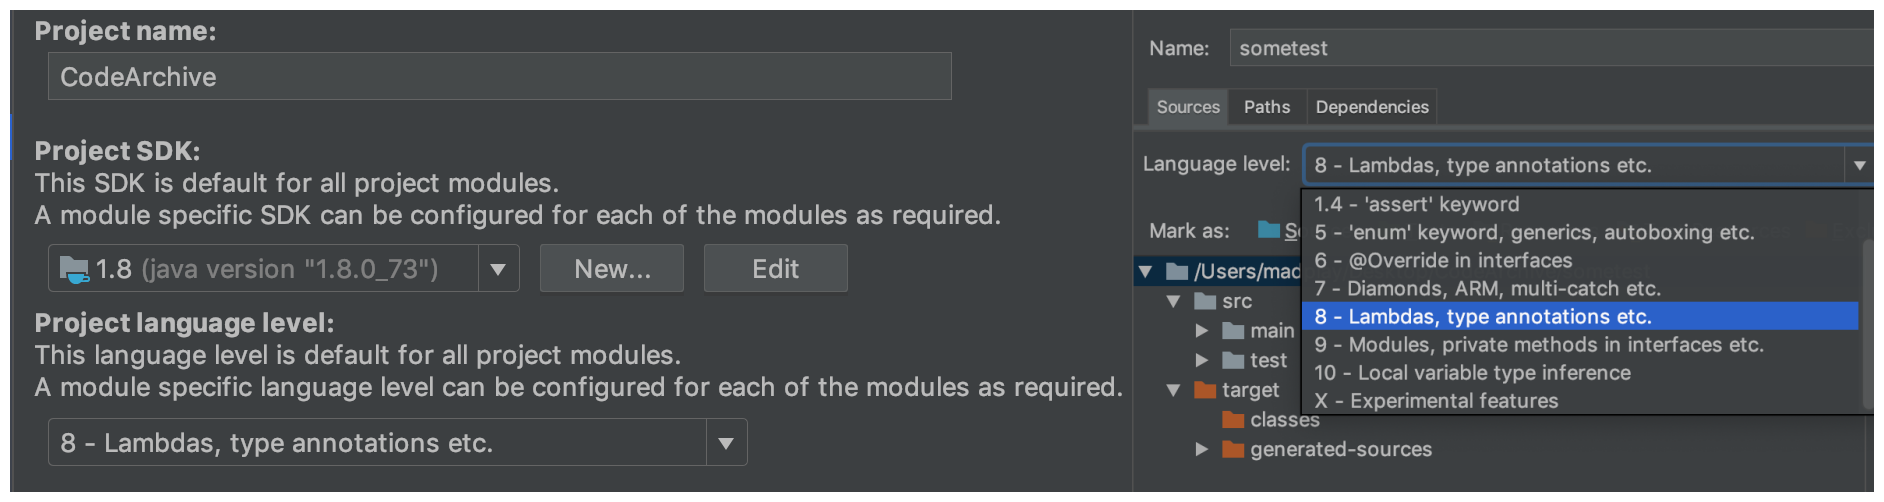 Project name:
CodeArchive
Project SDK:
This SDK is default for all project modules.
A module specific SDK can be configured for each of the modules as required.
1.8 (java version "1.8.0_73")
New...
Edit
Project language level:
This language level is default for all project modules.
A module specific language level can be configured for each of the modules as required.
8 - Lambdas, type annotations etc.
Name: sometest
Sources Paths Dependencies
Language level: 8 - Lambdas, type annotations etc.
1.4 - 'assert' keyword
5 - 'enum' keyword, generics, autoboxing etc.
6 - @Override in interfaces
7 - Diamonds, ARM, multi-catch etc.
8 - Lambdas, type annotations etc.
9 - Modules, private methods in interfaces etc.
10 - Local variable type inference
X - Experimental features
Mark as: S
/Users/mad
src
main
test
target
classes
generated-sources